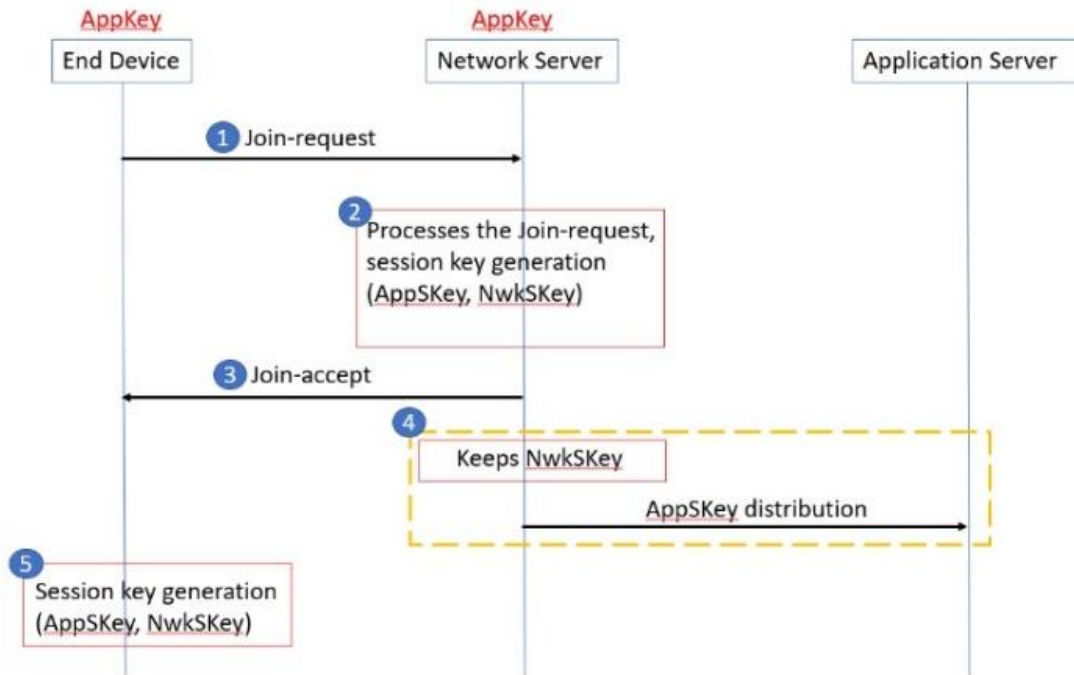 AppKey
AppKey
End Device
Network Server
Application Server
1 Join-request
2
Processes the Join-request,
session key generation
(AppSKey, NwkSKey)
3 Join-accept
4
Keeps NwkSKey
AppSKey distribution
5
Session key generation
(AppSKey, NwkSKey)